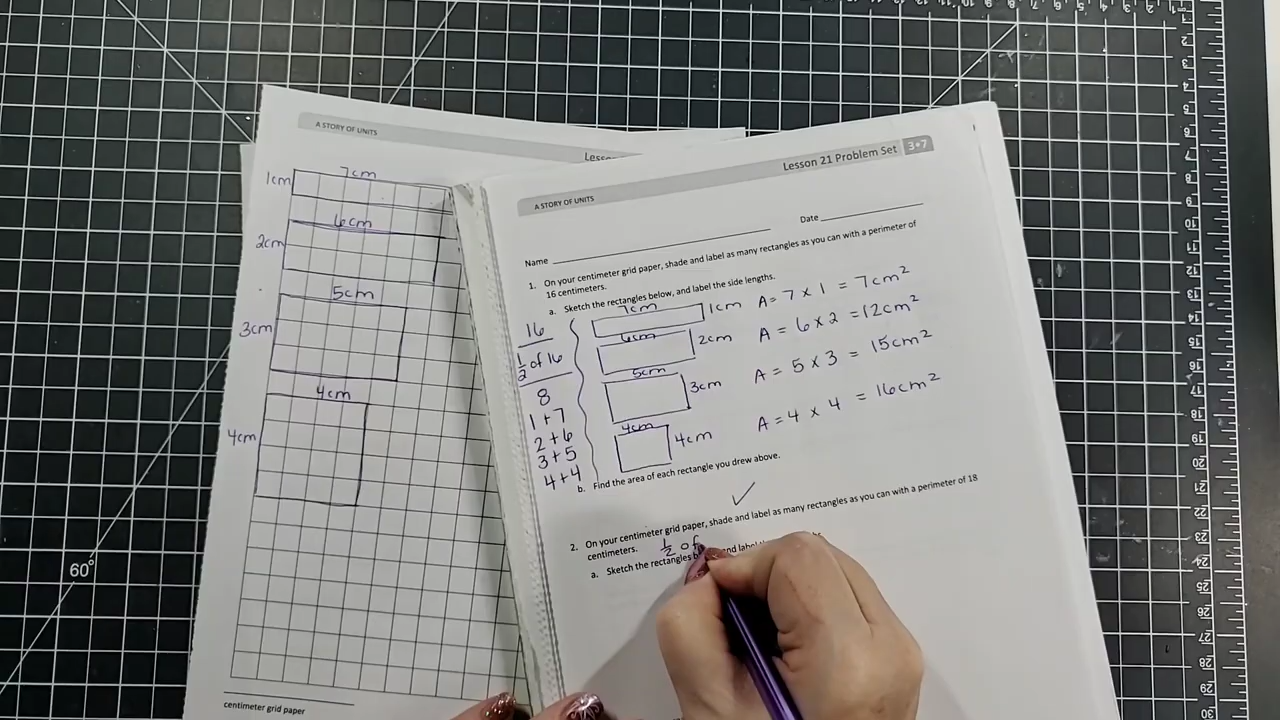 A STORY OF UNITS
7cm
1cm
6cm
2cm
5cm
3cm
4cm
4cm
centimeter grid paper
Lesson 21 Problem Set 3•7
A STORY OF UNITS
Name
Date
1. On your centimeter grid paper, shade and label as many rectangles as you can with a perimeter of
16 centimeters.
a. Sketch the rectangles below, and label the side lengths.
16
1/2 of 16
8
1 + 7
2 + 6
3 + 5
4 + 4
7cm 1cm A = 7 x 1 = 7cm²
6cm 2cm A = 6 x 2 = 12cm²
5cm 3cm A = 5 x 3 = 15cm²
4cm 4cm A = 4 x 4 = 16cm²
b. Find the area of each rectangle you drew above.
2. On your centimeter grid paper, shade and label as many rectangles as you can with a perimeter of 18
centimeters. 1/2 of
a. Sketch the rectangles and label
60°